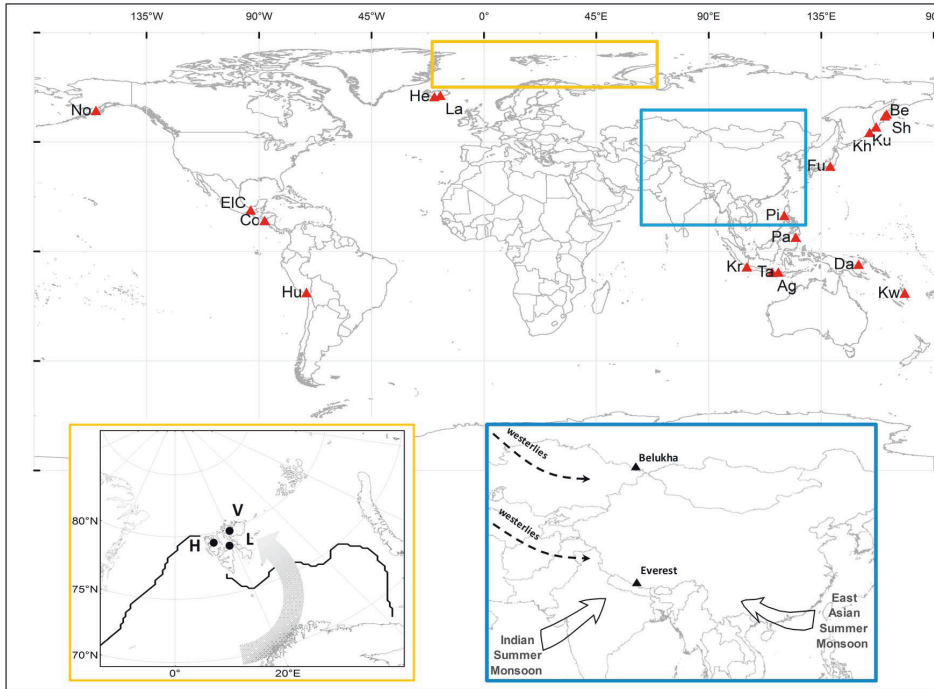 135°W 90°W 45°W 0° 45°E 90°E 135°E
No
He
La
Be
Sh
Ku
Kh
Fu
EIC
Co
Pi
Pa
Kr
Ta
Ag
Da
Hu
Kw
80°N
75°N
70°N
0° 20°E
V
H
L
westerlies
Belukha
westerlies
Everest
Indian
Summer
Monsoon
East
Asian
Summer
Monsoon